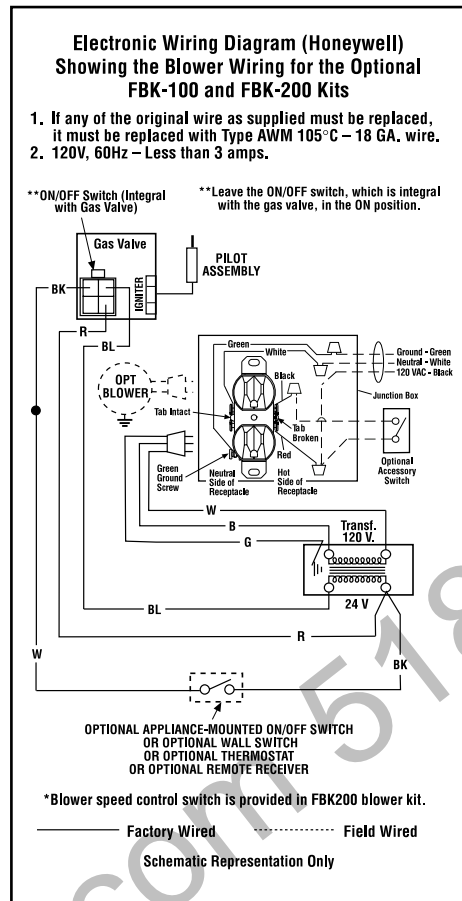 Electronic Wiring Diagram (Honeywell)
Showing the Blower Wiring for the Optional
FBK-100 and FBK-200 Kits
1. If any of the original wire as supplied must be replaced,
it must be replaced with Type AWM 105°C – 18 GA. wire.
2. 120V, 60Hz – Less than 3 amps.
**ON/OFF Switch (Integral
with Gas Valve)
**Leave the ON/OFF switch, which is integral
with the gas valve, in the ON position.
Gas Valve
IGNITER
PILOT
ASSEMBLY
BK
R
BL
Green
White
Black
Ground - Green
Neutral - White
120 VAC - Black
OPT
BLOWER
Junction Box
Tab Intact
Tab
Broken
Red
Optional
Accessory
Switch
Green
Ground
Screw
Neutral
Side of
Receptacle
Hot
Side of
Receptacle
W
B
G
Transf.
120 V.
24 V
BL
R
BK
W
OPTIONAL APPLIANCE-MOUNTED ON/OFF SWITCH
OR OPTIONAL WALL SWITCH
OR OPTIONAL THERMOSTAT
OR OPTIONAL REMOTE RECEIVER
*Blower speed control switch is provided in FBK200 blower kit.
Factory Wired
Field Wired
Schematic Representation Only
com 518